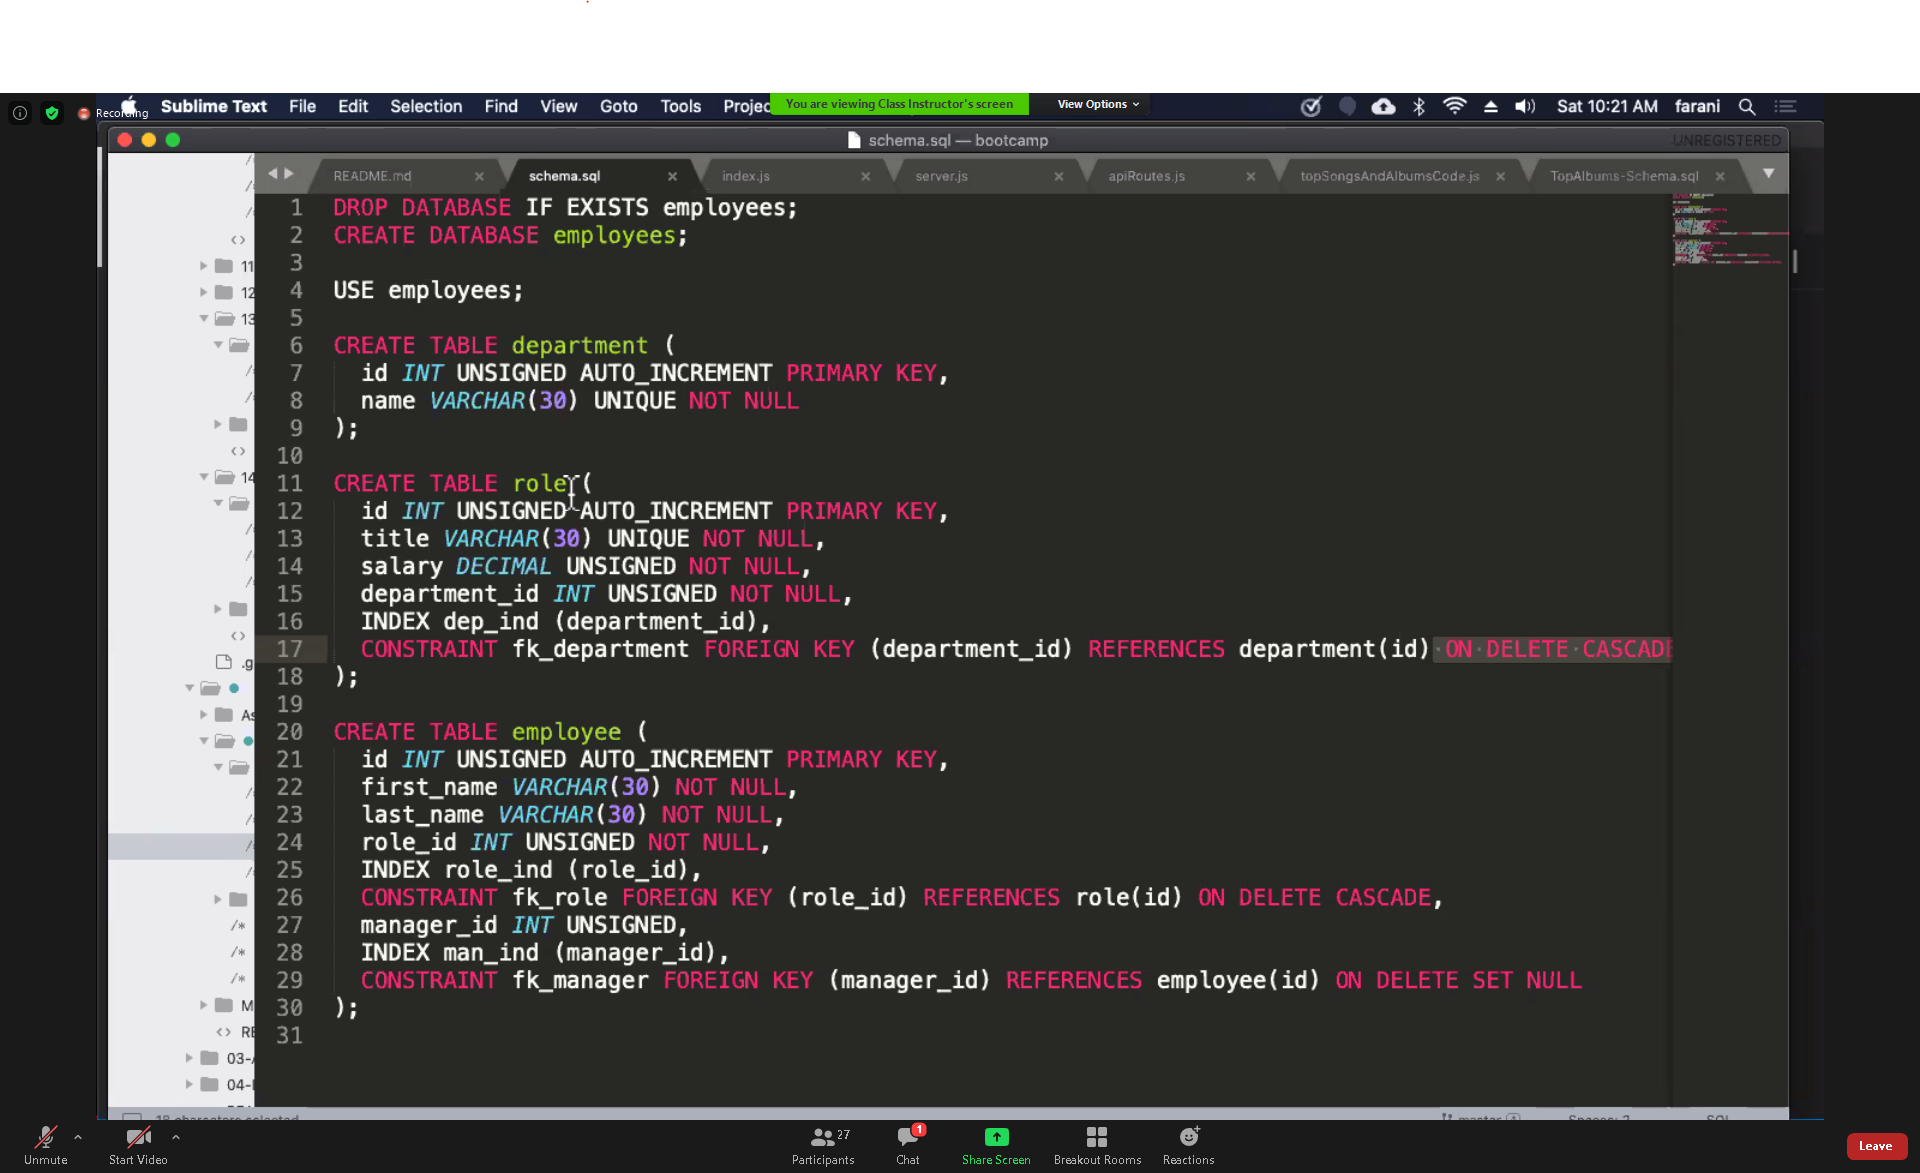 Recording
Sublime Text File Edit Selection Find View Goto Tools Projec
You are viewing Class Instructor's screen
View Options
Sat 10:21 AM farani
schema.sql — bootcamp
UNREGISTERED
README.md × schema.sql × index.js × server.js × apiRoutes.js × topSongsAndAlbumsCode.js × TopAlbums-Schema.sql ×
1 DROP DATABASE IF EXISTS employees;
2 CREATE DATABASE employees;
3
4 USE employees;
5
6 CREATE TABLE department (
7 id INT UNSIGNED AUTO_INCREMENT PRIMARY KEY,
8 name VARCHAR(30) UNIQUE NOT NULL
9 );
10
11 CREATE TABLE role (
12 id INT UNSIGNED AUTO_INCREMENT PRIMARY KEY,
13 title VARCHAR(30) UNIQUE NOT NULL,
14 salary DECIMAL UNSIGNED NOT NULL,
15 department_id INT UNSIGNED NOT NULL,
16 INDEX dep_ind (department_id),
17 CONSTRAINT fk_department FOREIGN KEY (department_id) REFERENCES department(id) ON DELETE CASCADE
18 );
19
20 CREATE TABLE employee (
21 id INT UNSIGNED AUTO_INCREMENT PRIMARY KEY,
22 first_name VARCHAR(30) NOT NULL,
23 last_name VARCHAR(30) NOT NULL,
24 role_id INT UNSIGNED NOT NULL,
25 INDEX role_ind (role_id),
26 CONSTRAINT fk_role FOREIGN KEY (role_id) REFERENCES role(id) ON DELETE CASCADE,
27 manager_id INT UNSIGNED,
28 INDEX man_ind (manager_id),
29 CONSTRAINT fk_manager FOREIGN KEY (manager_id) REFERENCES employee(id) ON DELETE SET NULL
30 );
31
11
12
13
14
.g
As
/*
/*
/*
M
RE
03-
04-
18 characters selected
master
Spaces: 2
SQL
Unmute
Start Video
Participants 27
Chat 1
Share Screen
Breakout Rooms
Reactions
Leave